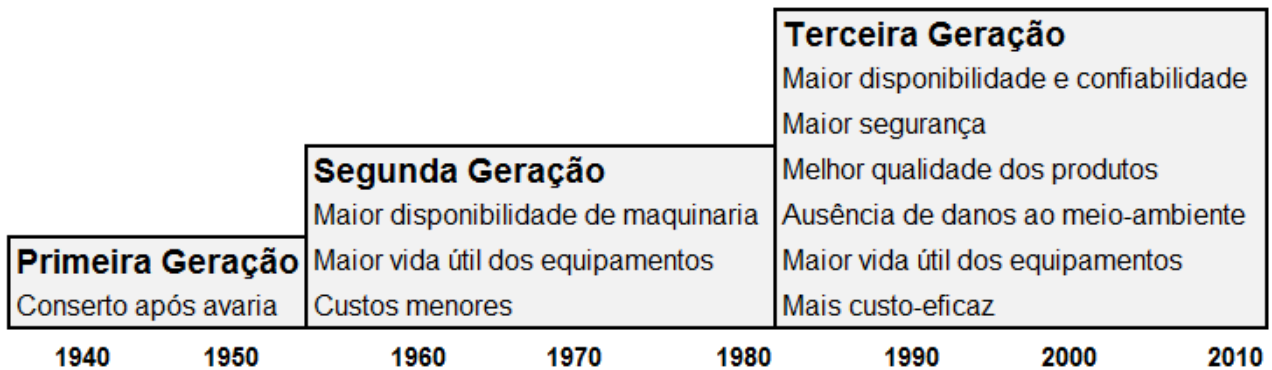 Primeira Geração
Conserto após avaria
Segunda Geração
Maior disponibilidade de maquinaria
Maior vida útil dos equipamentos
Custos menores
Terceira Geração
Maior disponibilidade e confiabilidade
Maior segurança
Melhor qualidade dos produtos
Ausência de danos ao meio-ambiente
Maior vida útil dos equipamentos
Mais custo-eficaz
1940 1950 1960 1970 1980 1990 2000 2010